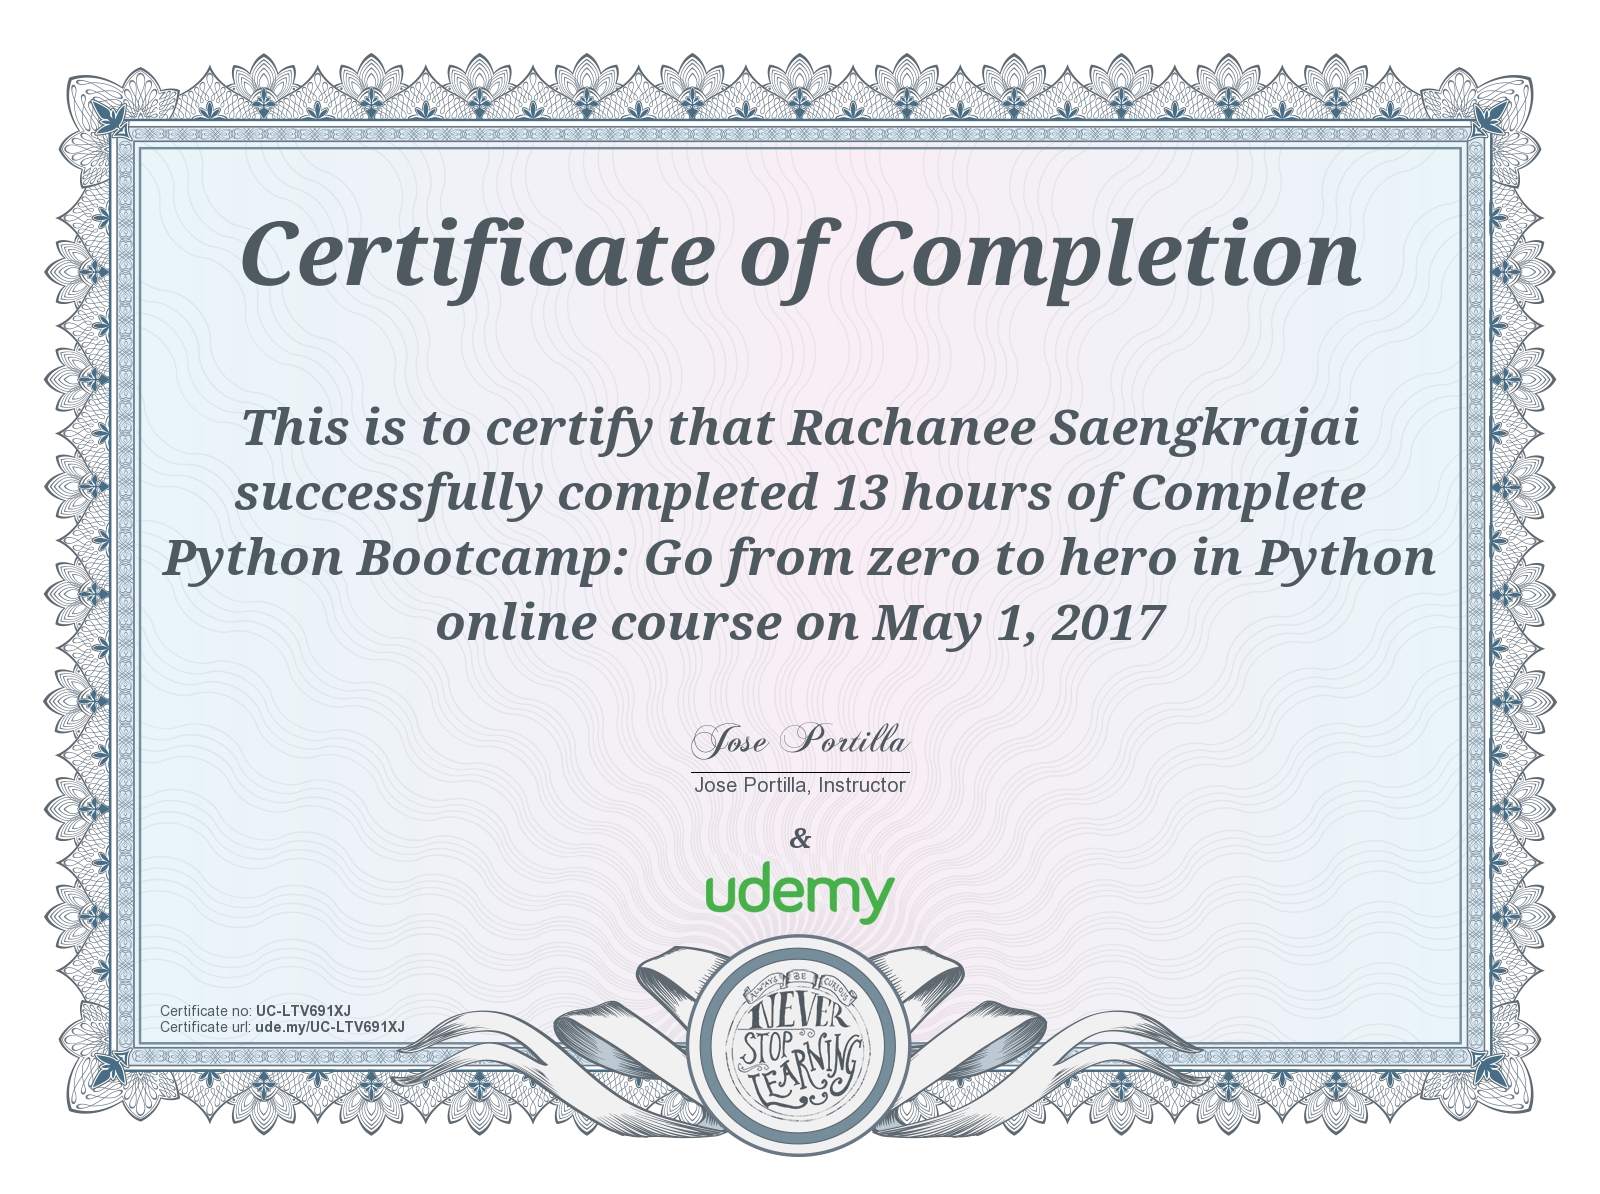 Certificate of Completion
This is to certify that Rachanee Saengkrajai
successfully completed 13 hours of Complete
Python Bootcamp: Go from zero to hero in Python
online course on May 1, 2017
Jose Portilla
Jose Portilla, Instructor
&
udemy
Certificate no: UC-LTV691XJ
Certificate url: ude.my/UC-LTV691XJ
ALWAYS BE CURIOUS
NEVER
STOP
LEARNING